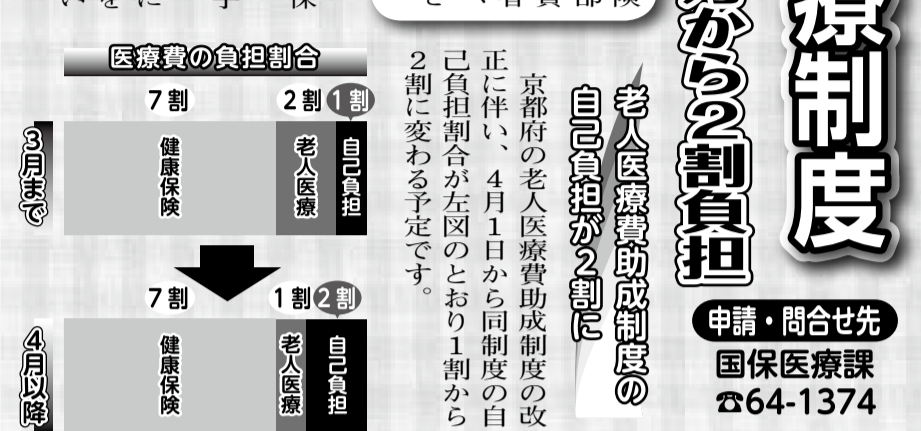 療制度
から2割負担
申請・問合せ先
国保医療課
☎64-1374
老人医療費助成制度の
自己負担が2割に
京都府の老人医療費助成制度の改
正に伴い、4月1日から同制度の自
己負担割合が左図のとおり1割から
2割に変わる予定です。
医療費の負担割合
7割 2割 1割
3月まで
健康保険
老人医療
自己負担
7割 1割 2割
4月以降
健康保険
老人医療
自己負担